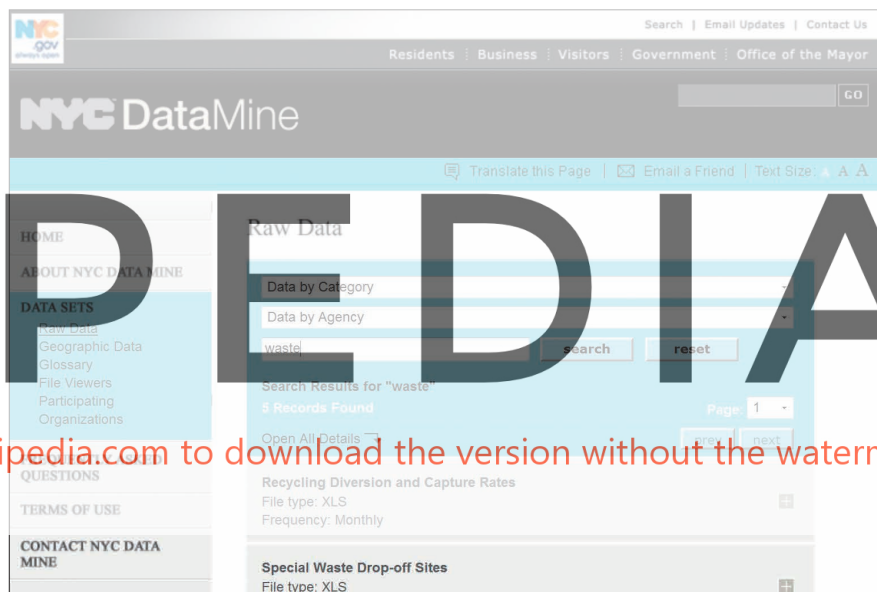 NYC
.gov
always open
Search | Email Updates | Contact Us
Residents Business Visitors Government Office of the Mayor
NYC DataMine
GO
Translate this Page | Email a Friend | Text Size: A A A
PEDIA
HOME
ABOUT NYC DATA MINE
DATA SETS
Raw Data
Geographic Data
Glossary
File Viewers
Participating
Organizations
FREQUENTLY ASKED
QUESTIONS
TERMS OF USE
CONTACT NYC DATA
MINE
Raw Data
Data by Category
Data by Agency
waste
search reset
Search Results for "waste"
5 Records Found
Page: 1
Open All Details
prev next
ipedia.com to download the version without the watern
Recycling Diversion and Capture Rates
File type: XLS
Frequency: Monthly
Special Waste Drop-off Sites
File type: XLS